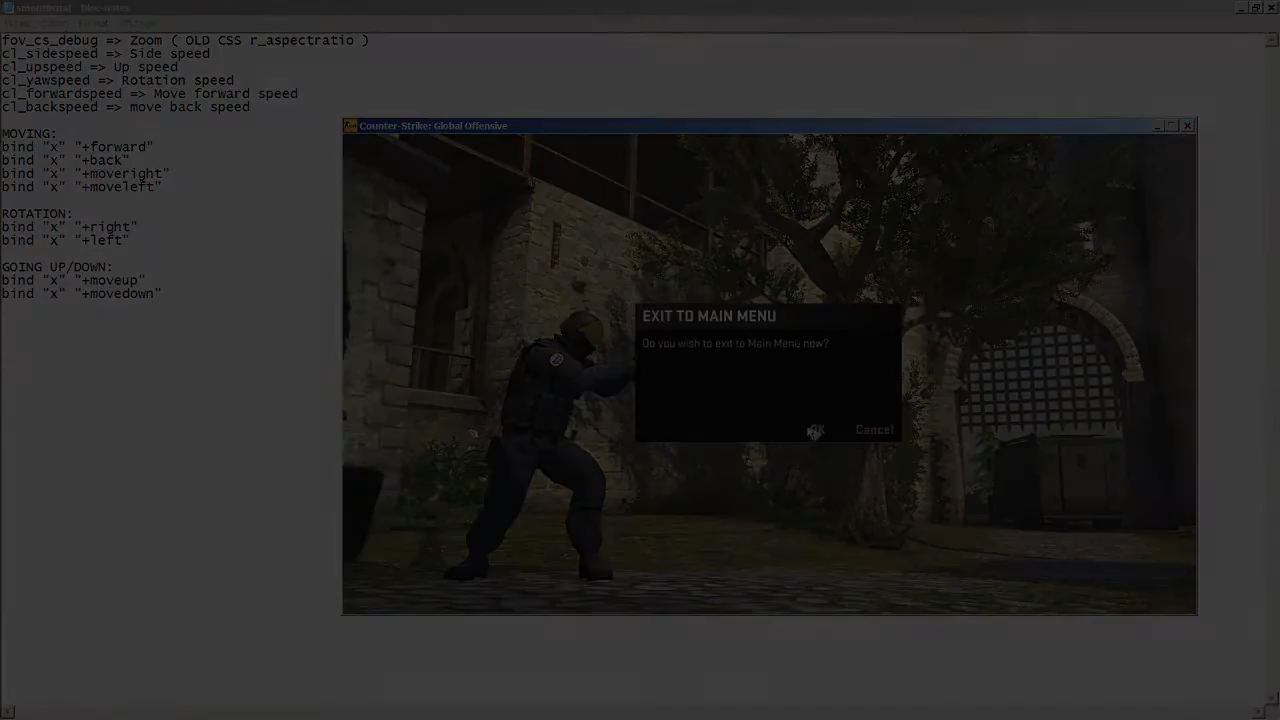 fov_cs_debug => Zoom ( OLD CSS r_aspectratio )
cl_sidespeed => Side speed
cl_upspeed => Up speed
cl_yawspeed => Rotation speed
cl_forwardspeed => Move forward speed
cl_backspeed => move back speed
MOVING:
bind "x" "+forward"
bind "x" "+back"
bind "x" "+moveright"
bind "x" "+moveleft"
ROTATION:
bind "x" "+right"
bind "x" "+left"
GOING UP/DOWN:
bind "x" "+moveup"
bind "x" "+movedown"
Counter-Strike: Global Offensive
EXIT TO MAIN MENU
Do you wish to exit to Main Menu now?
OK Cancel